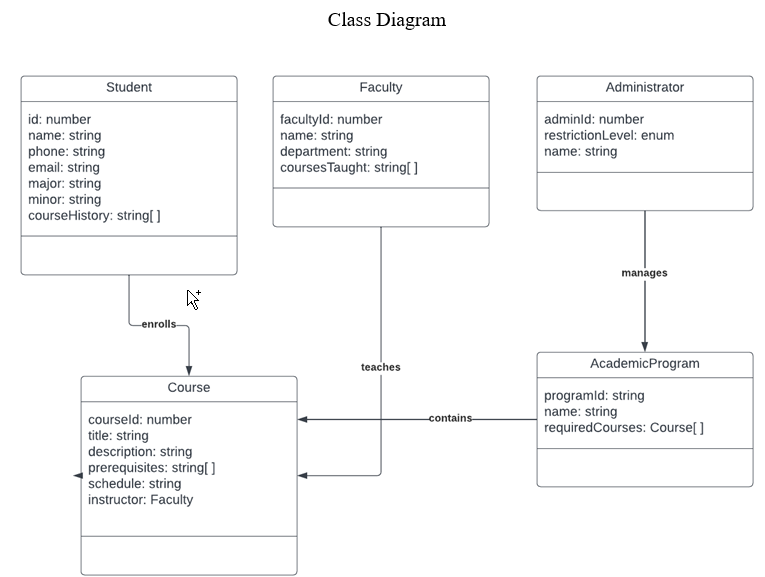 Class Diagram
Student
id: number
name: string
phone: string
email: string
major: string
minor: string
courseHistory: string[ ]
Faculty
facultyId: number
name: string
department: string
coursesTaught: string[ ]
Administrator
adminId: number
restrictionLevel: enum
name: string
manages
enrolls
teaches
contains
Course
courseId: number
title: string
description: string
prerequisites: string[ ]
schedule: string
instructor: Faculty
AcademicProgram
programId: string
name: string
requiredCourses: Course[ ]